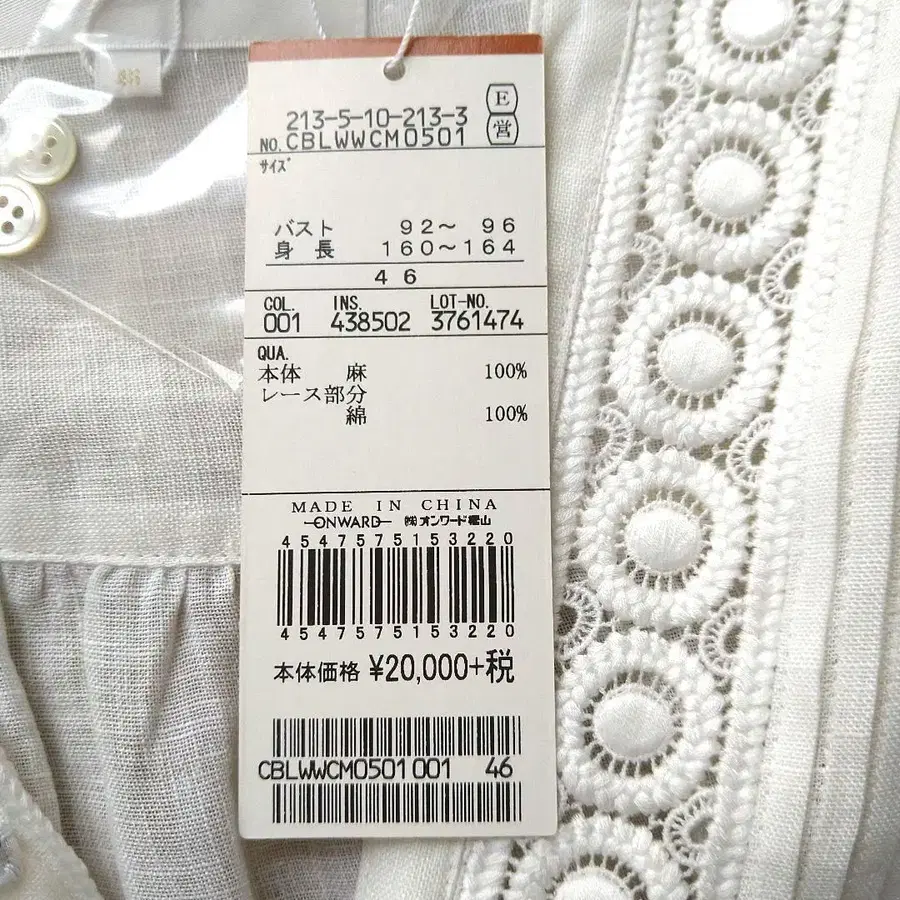 213-5-10-213-3
E
営
NO. CBLWWCM0501
ｻｲｽﾞ
バスト 92～ 96
身長 160～164
46
COL. INS. LOT-NO.
001 438502 3761474
QUA.
本体 麻 100%
レース部分
綿 100%
MADE IN CHINA
ONWARD ㈱オンワード樫山
4547575153220
4547575153220
本体価格 ¥20,000+税
CBLWWCM0501 001 46